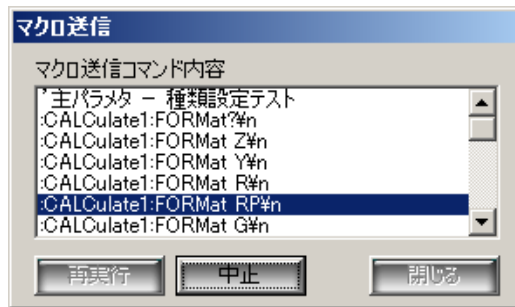 マクロ送信
マクロ送信コマンド内容
'主パラメタ － 種類設定テスト
:CALCulate1:FORMat?¥n
:CALCulate1:FORMat Z¥n
:CALCulate1:FORMat Y¥n
:CALCulate1:FORMat R¥n
:CALCulate1:FORMat RP¥n
:CALCulate1:FORMat G¥n
再実行 中止 閉じる